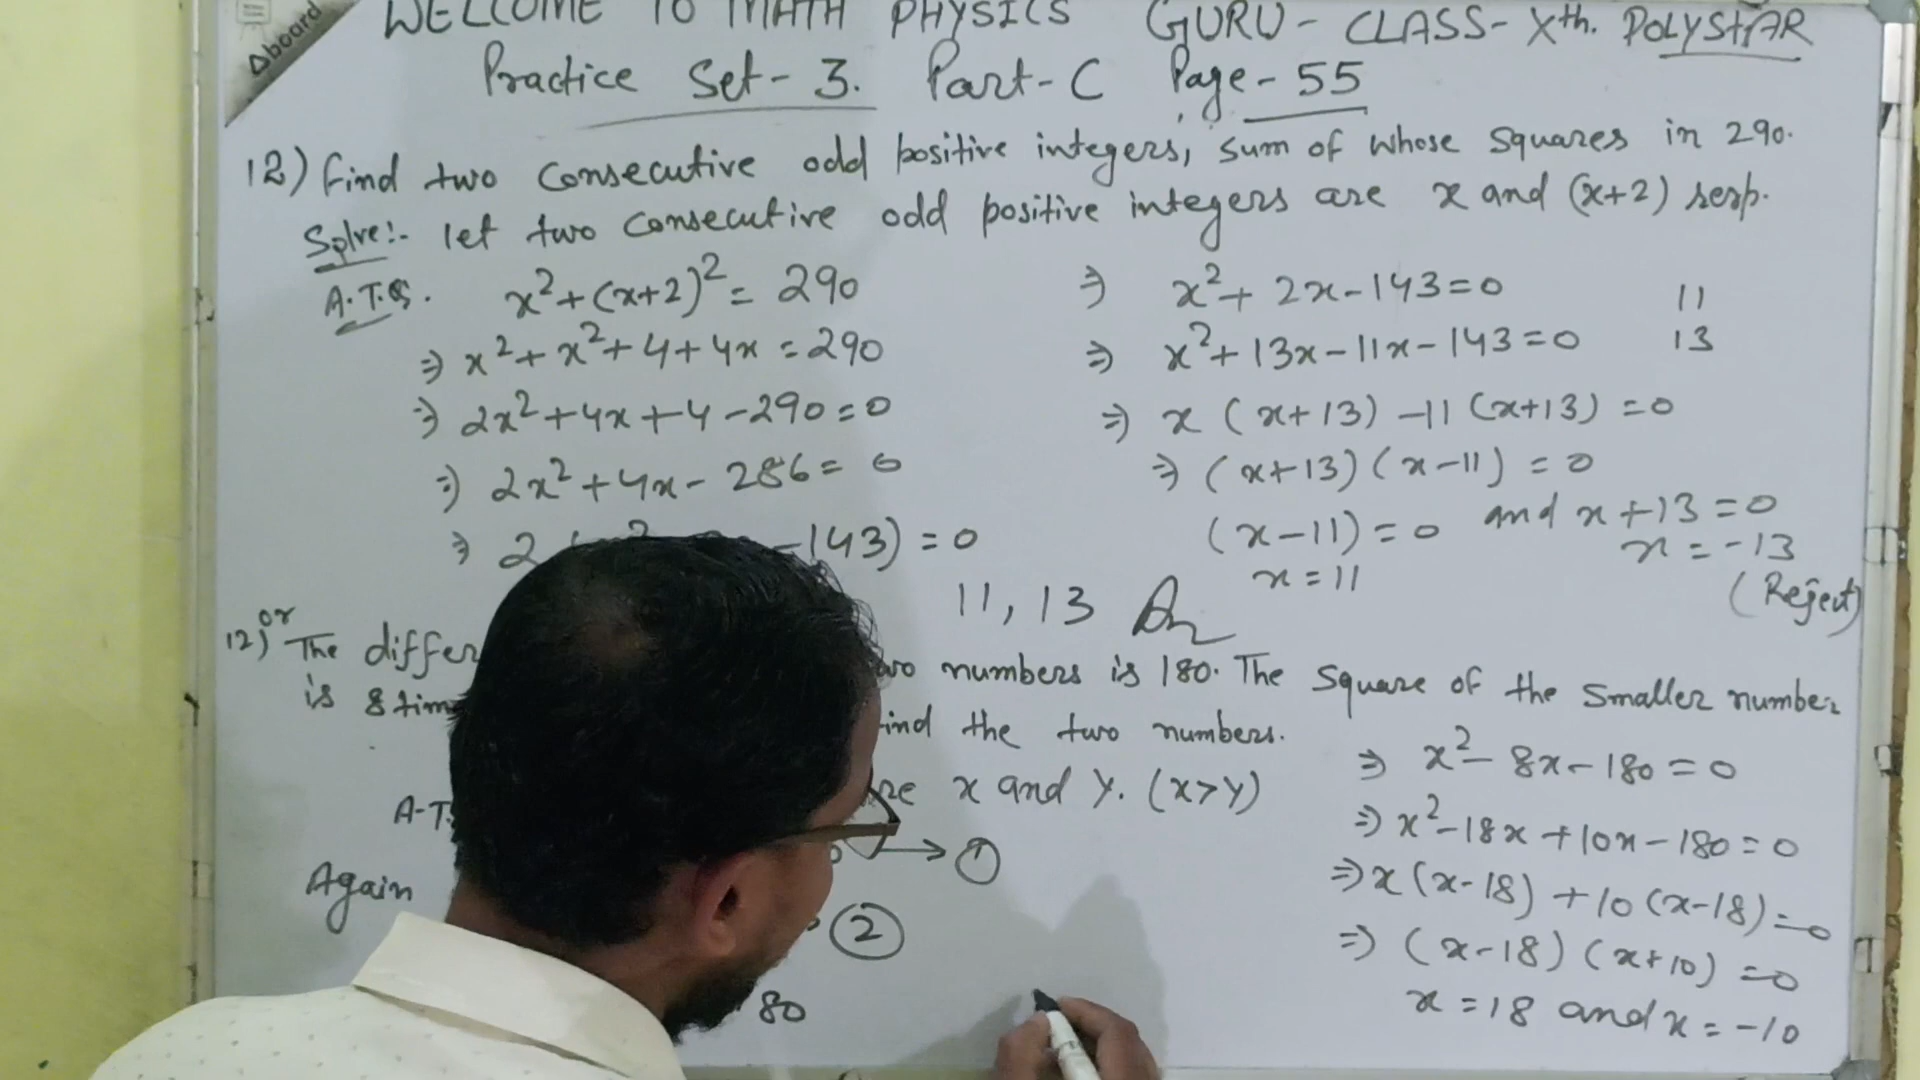 board
WELCOME TO MATH PHYSICS GURU - CLASS - Xth. POLYSTAR
Practice Set - 3. Part - C Page - 55
12) find two consecutive odd positive integers, sum of whose squares in 290.
Solve:- let two consecutive odd positive integers are x and (x+2) resp.
A.T.Q. x²+(x+2)² = 290
⇒ x²+x²+4+4x = 290
⇒ 2x²+4x+4-290=0
⇒ 2x²+4x-286=0
⇒ 2 -143)=0
⇒ x²+2x-143=0
11
⇒ x²+13x-11x-143=0
13
⇒ x(x+13)-11(x+13)=0
⇒ (x+13)(x-11)=0
(x-11)=0 and x+13=0
x=11 x=-13
(Reject)
11, 13 An
12) or The differ numbers is 180. The square of the smaller number
is 8 tim ind the two numbers.
re x and y. (x>y)
A-T.
→ ①
Again
②
80
⇒ x²-8x-180=0
⇒ x²-18x+10x-180=0
⇒ x(x-18)+10(x-18)=0
⇒ (x-18)(x+10)=0
x=18 and x=-10